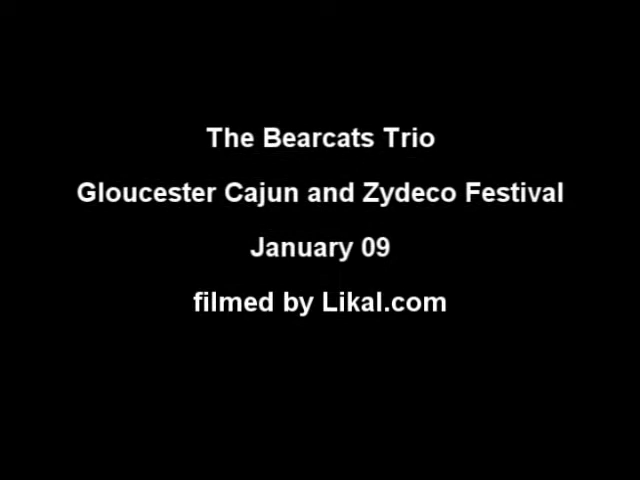 The Bearcats Trio
Gloucester Cajun and Zydeco Festival
January 09
filmed by Likal.com